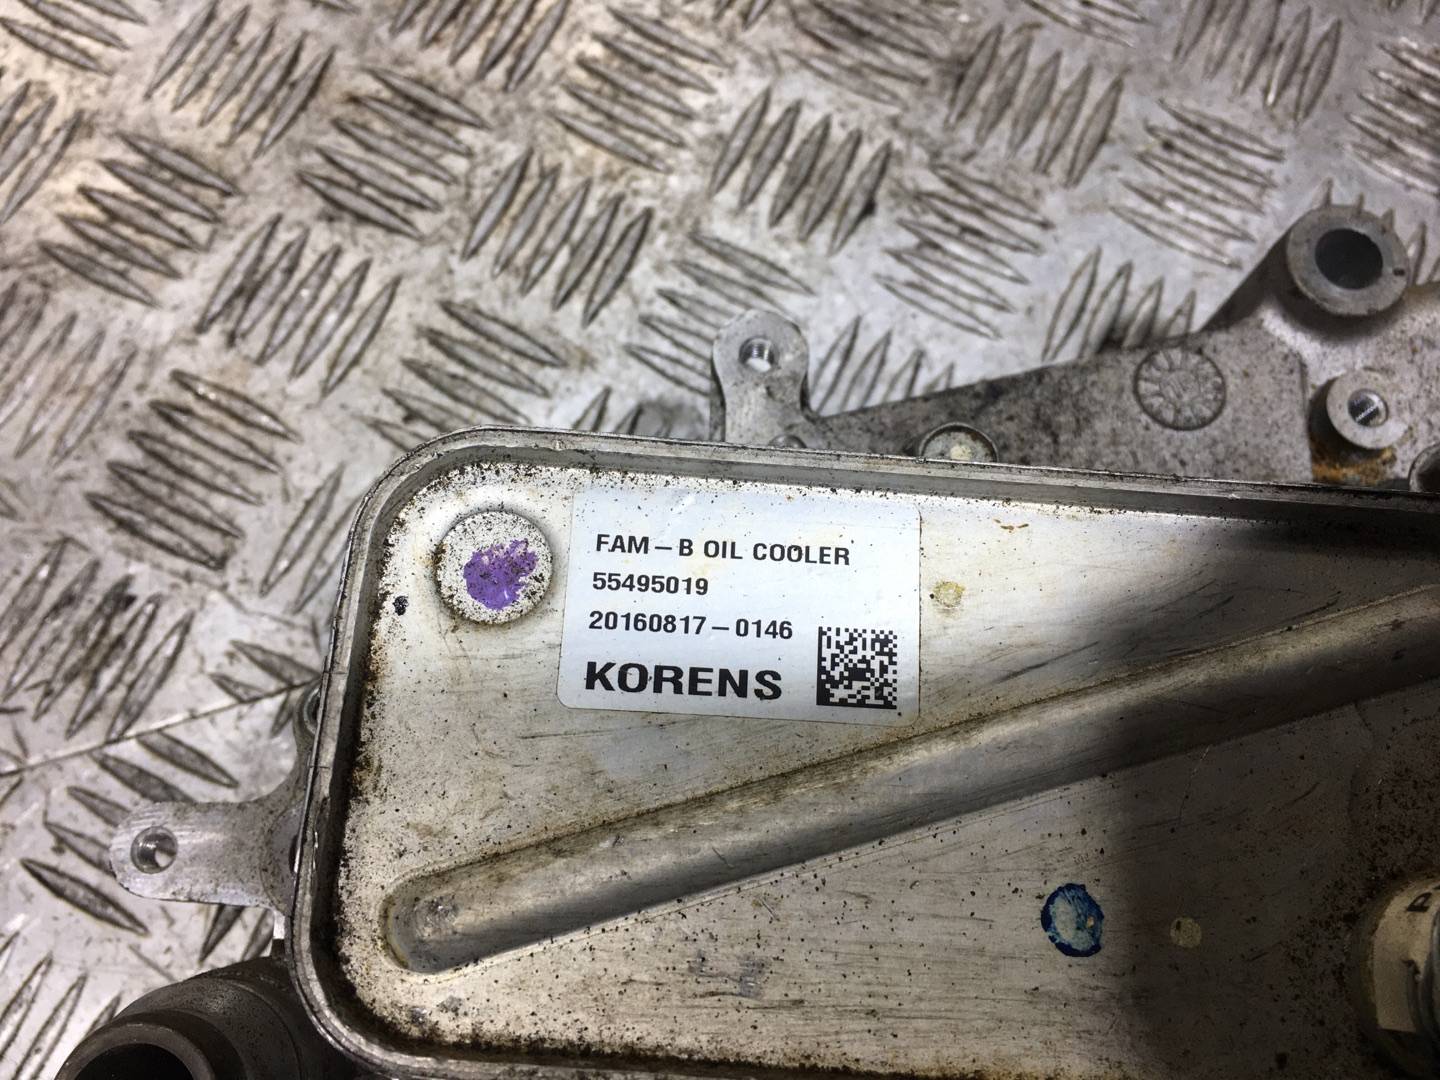 FAM-B OIL COOLER
55495019
20160817-0146
KORENS